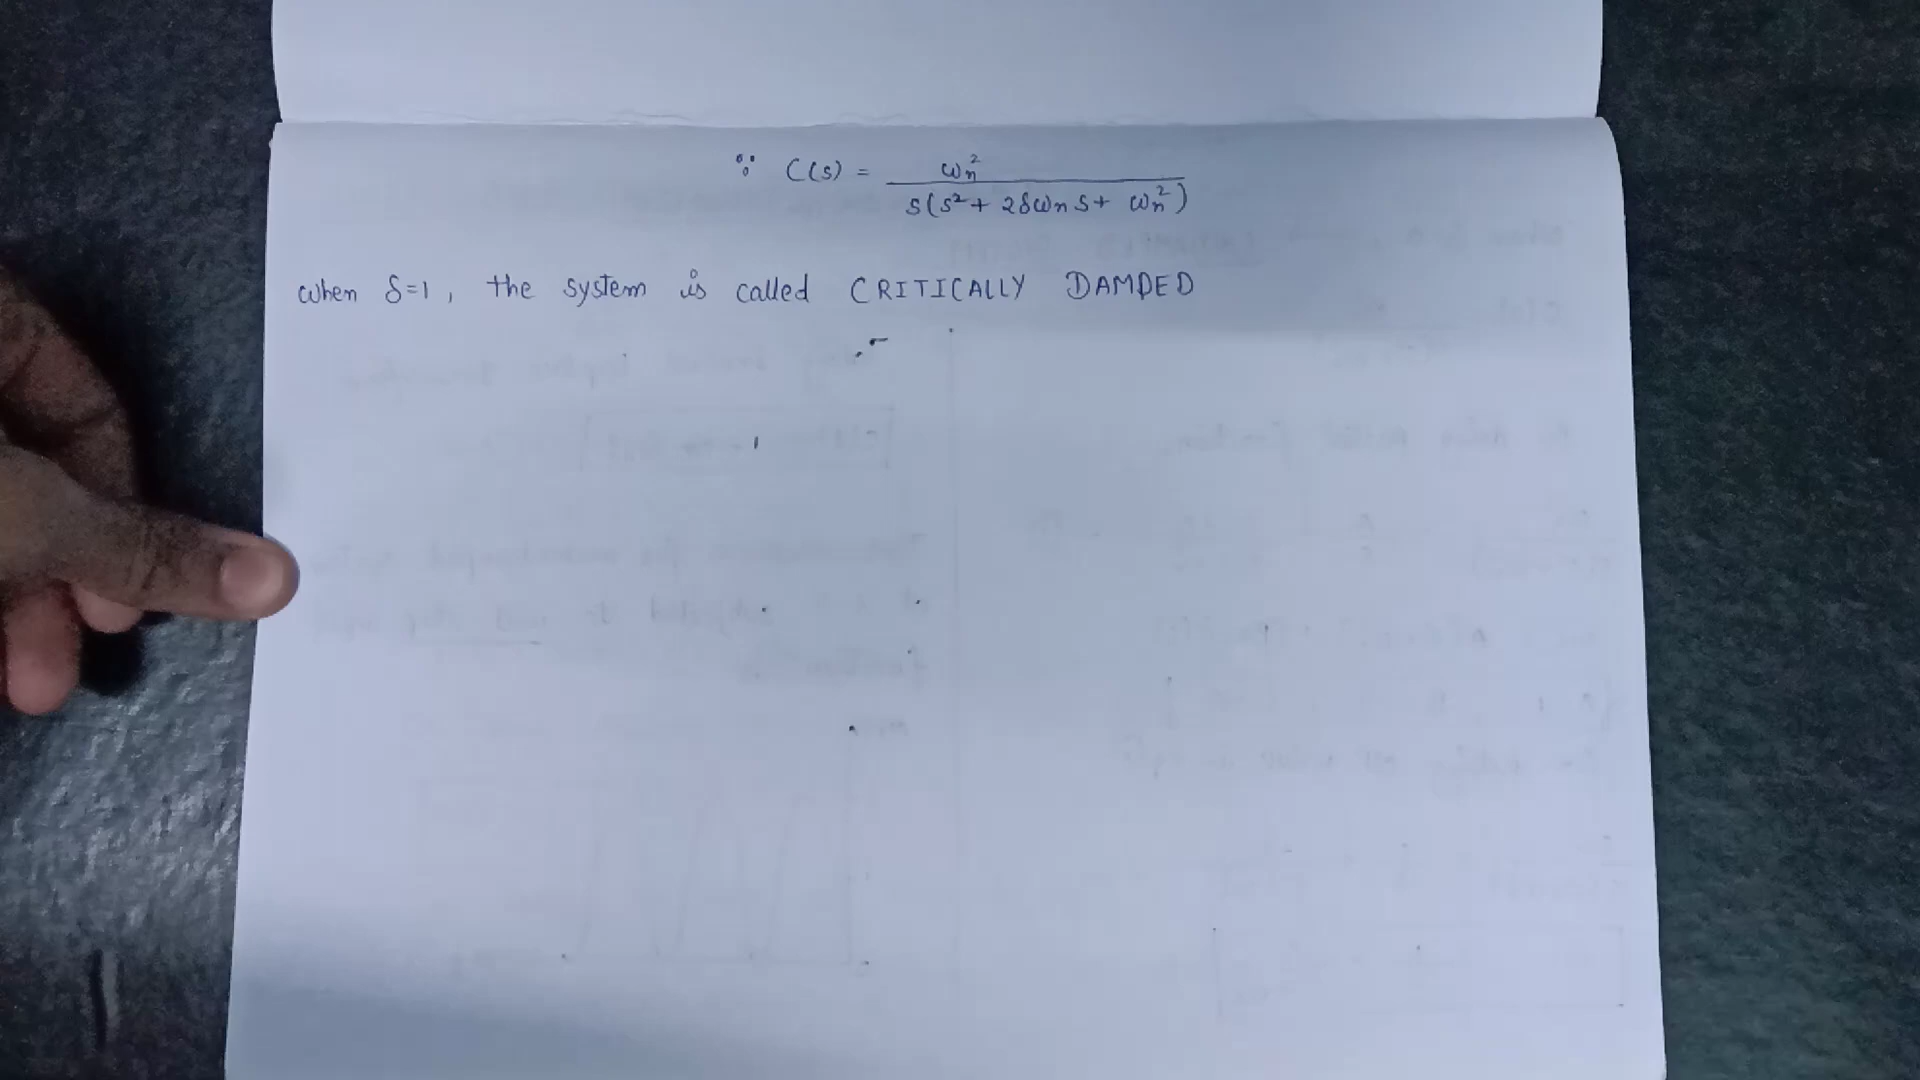 ∵ C(s) = ωn² / s(s² + 2δωn s + ωn²)
when δ=1, the system is called CRITICALLY DAMPED